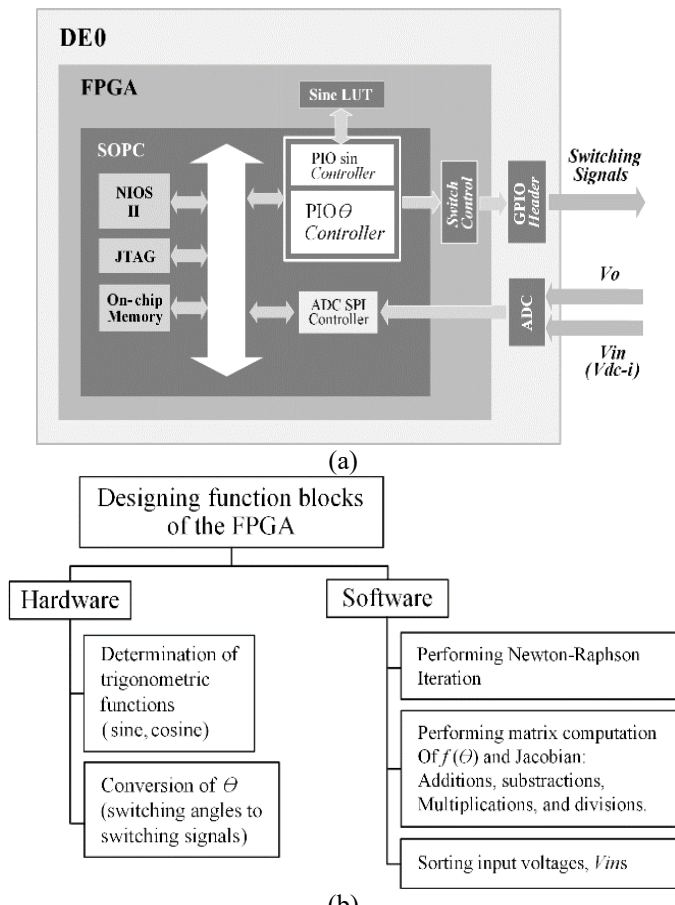 DE0
FPGA
Sine LUT
SOPC
NIOS
II
JTAG
On-chip
Memory
PIO sin
Controller
PIO θ
Controller
ADC SPI
Controller
Switch
Control
GPIO
Header
ADC
Switching
Signals
Vo
Vin
(Vdc-i)
(a)
Designing function blocks
of the FPGA
Hardware
Determination of
trigonometric
functions
(sine, cosine)
Conversion of θ
(switching angles to
switching signals)
Software
Performing Newton-Raphson
Iteration
Performing matrix computation
Of f(θ) and Jacobian:
Additions, substractions,
Multiplications, and divisions.
Sorting input voltages, Vins
(b)